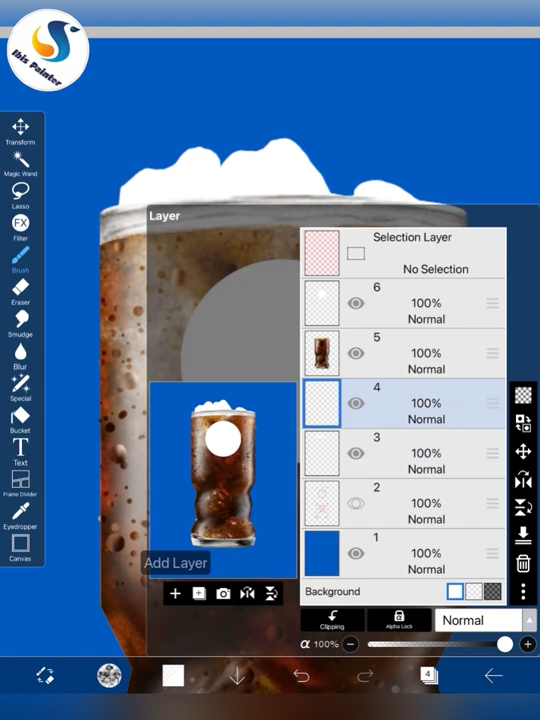 Ibis Painter
Layer
Transform
Magic Wand
Lasso
FX
Filter
Brush
Eraser
Smudge
Blur
Special
Bucket
T
Text
Frame Divider
Eyedropper
Canvas
Selection Layer
No Selection
6
100%
Normal
5
100%
Normal
4
100%
Normal
3
100%
Normal
2
100%
Normal
1
100%
Normal
Background
Add Layer
Clipping
α
Alpha Lock
Normal
α 100%
4